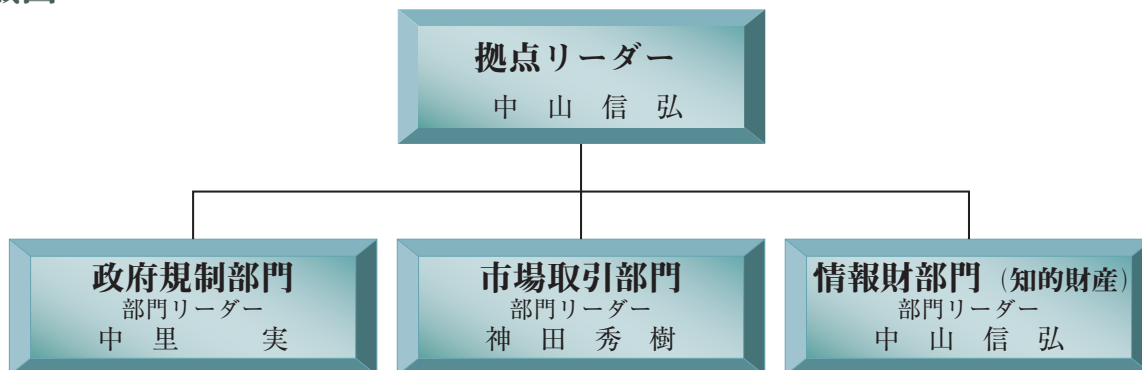 拠点リーダー
中山信弘
政府規制部門
部門リーダー
中里 実
市場取引部門
部門リーダー
神田秀樹
情報財部門(知的財産)
部門リーダー
中山信弘